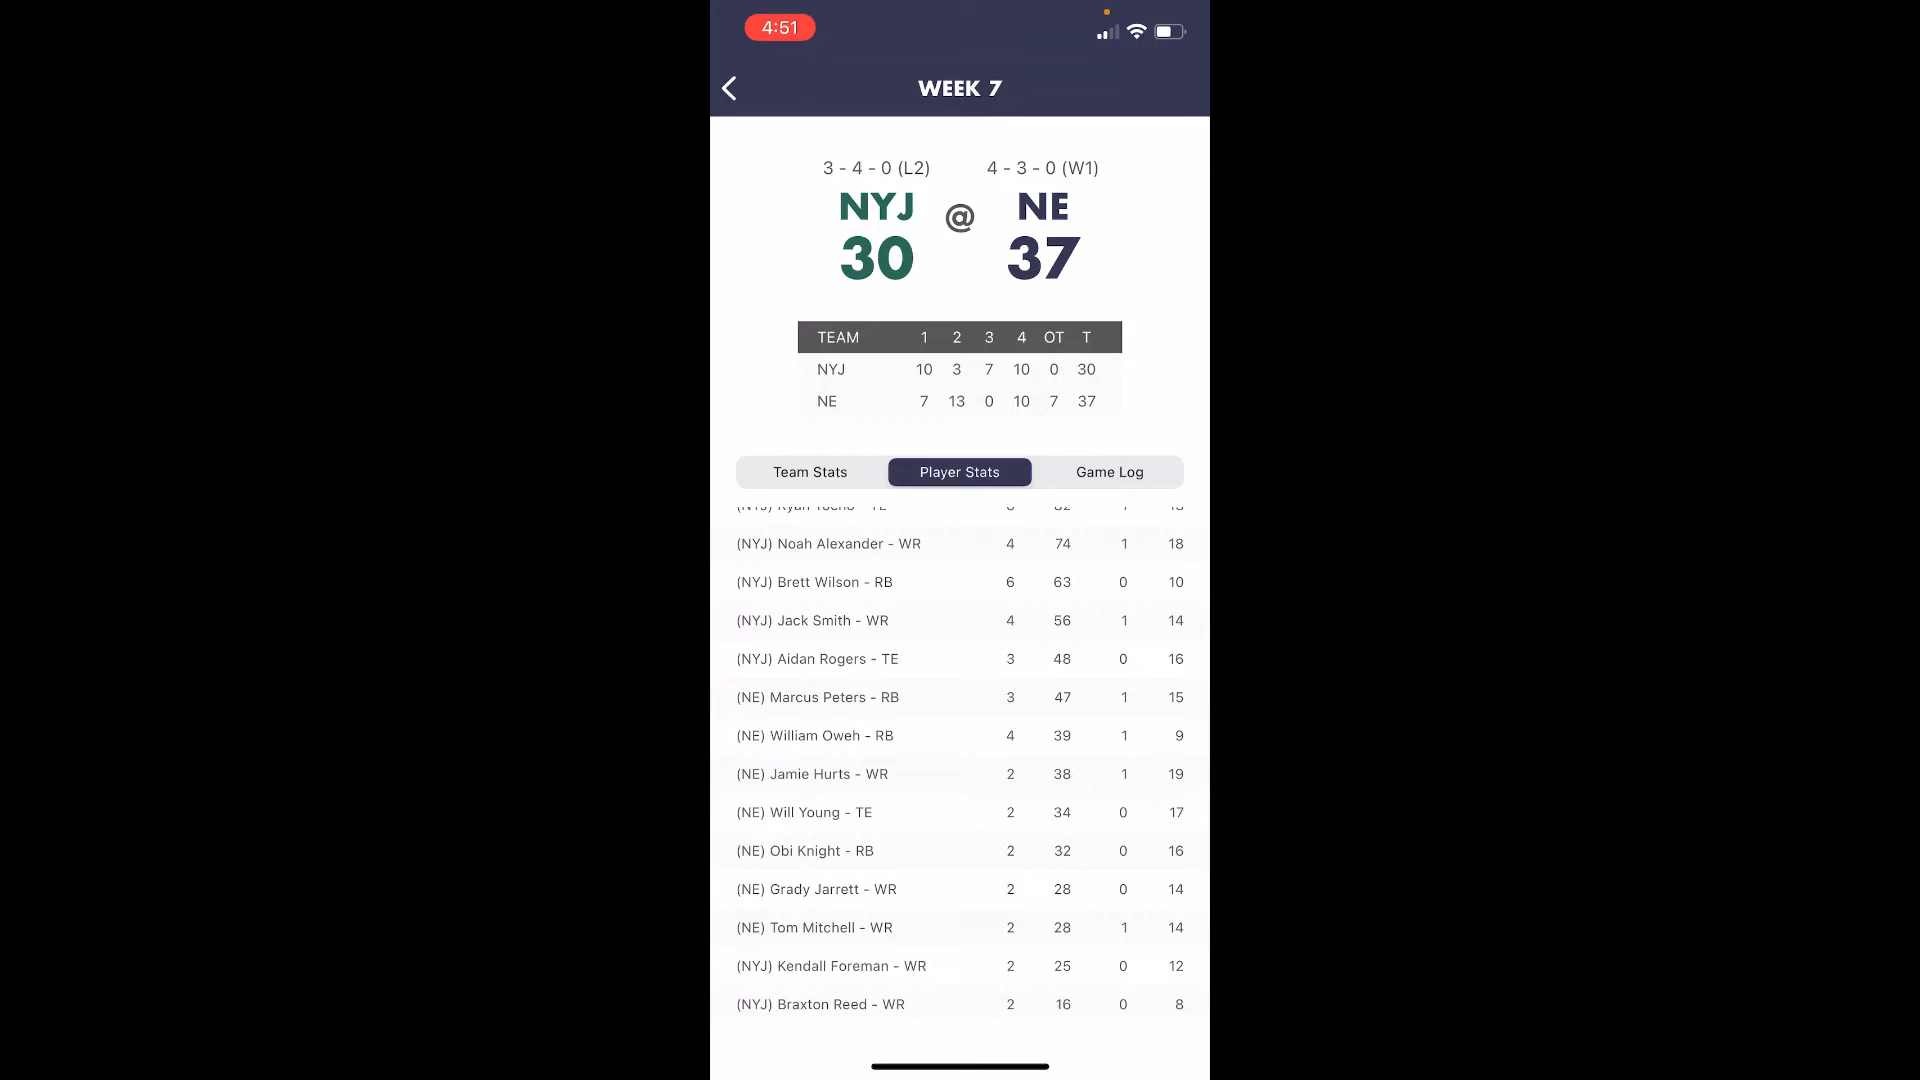 4:51
WEEK 7
3 - 4 - 0 (L2) 4 - 3 - 0 (W1)
NYJ @ NE
30 37
TEAM 1 2 3 4 OT T
NYJ 10 3 7 10 0 30
NE 7 13 0 10 7 37
Team Stats Player Stats Game Log
(NYJ) Noah Alexander - WR 4 74 1 18
(NYJ) Brett Wilson - RB 6 63 0 10
(NYJ) Jack Smith - WR 4 56 1 14
(NYJ) Aidan Rogers - TE 3 48 0 16
(NE) Marcus Peters - RB 3 47 1 15
(NE) William Oweh - RB 4 39 1 9
(NE) Jamie Hurts - WR 2 38 1 19
(NE) Will Young - TE 2 34 0 17
(NE) Obi Knight - RB 2 32 0 16
(NE) Grady Jarrett - WR 2 28 0 14
(NE) Tom Mitchell - WR 2 28 1 14
(NYJ) Kendall Foreman - WR 2 25 0 12
(NYJ) Braxton Reed - WR 2 16 0 8